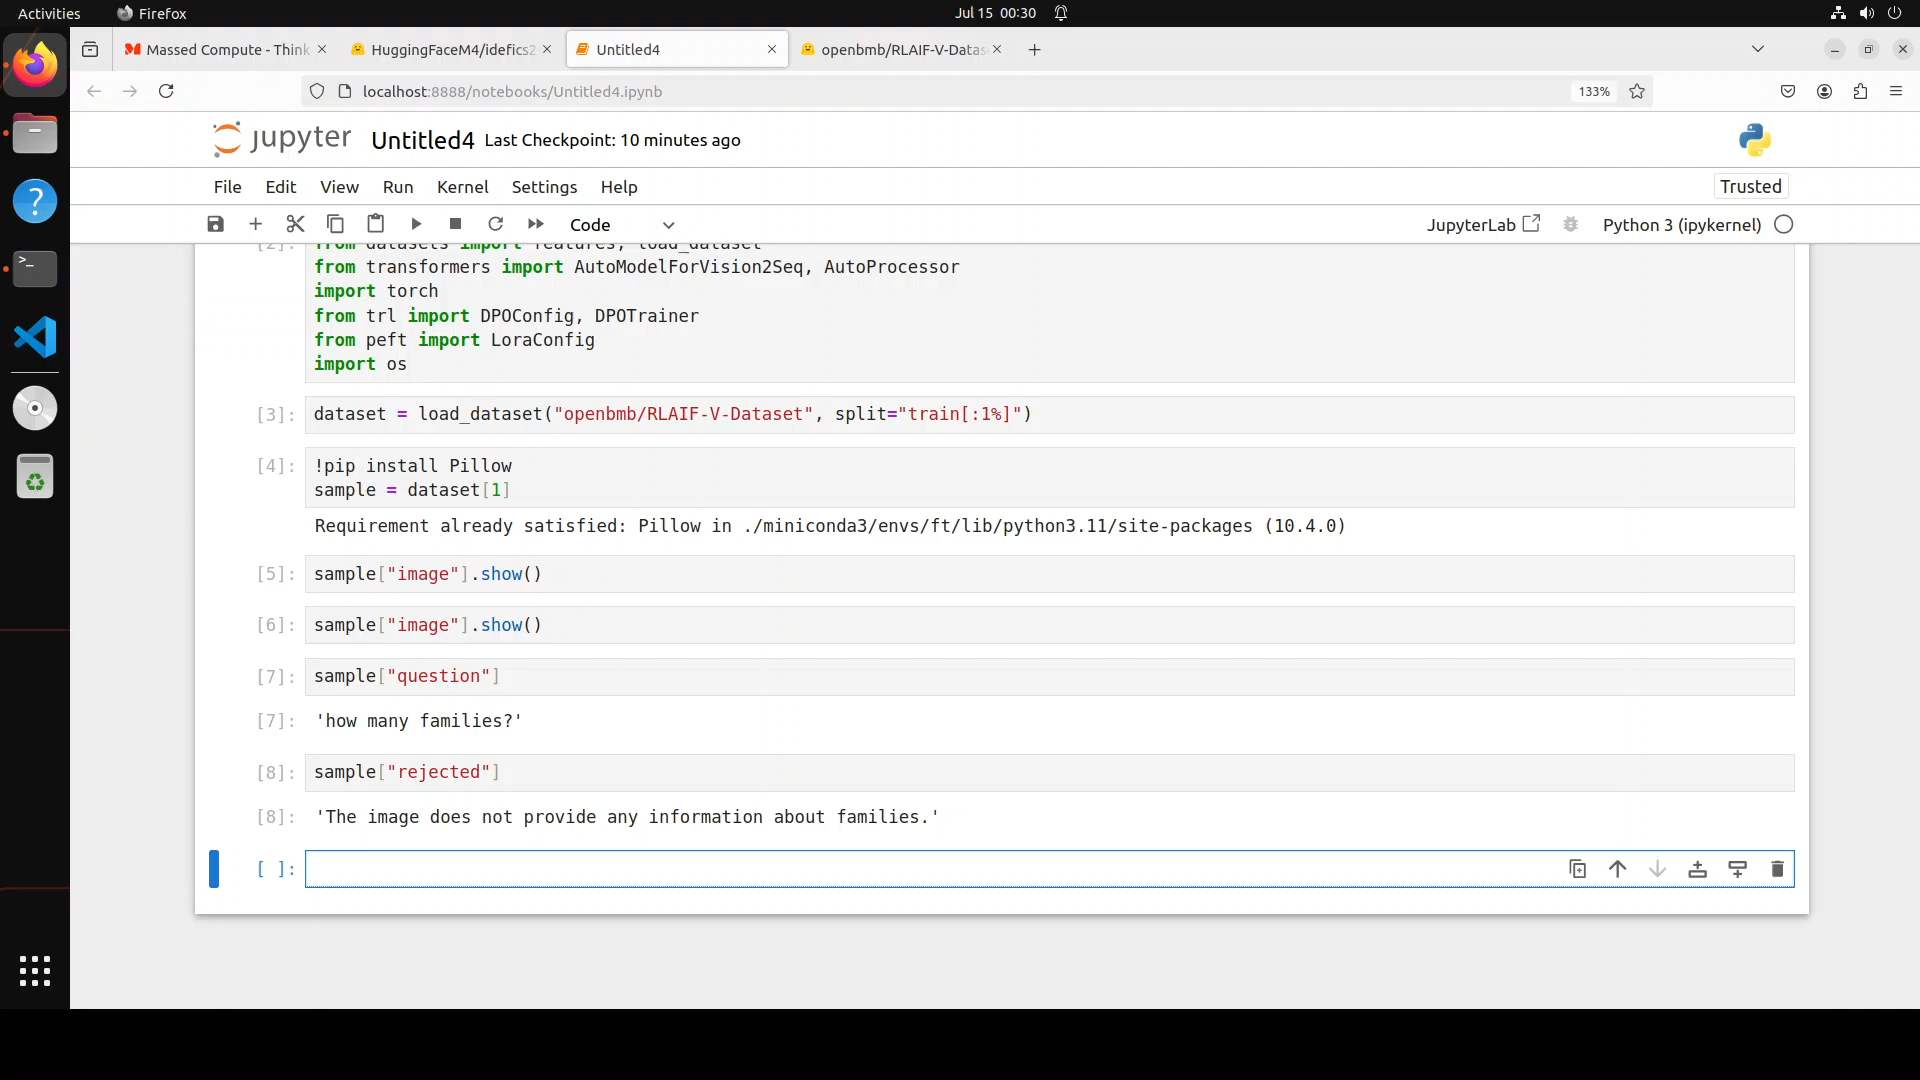 Activities
Firefox
Jul 15 00:30
Massed Compute - Think
HuggingFaceM4/idefics2
Untitled4
openbmb/RLAIF-V-Datas
localhost:8888/notebooks/Untitled4.ipynb
133%
jupyter
Untitled4
Last Checkpoint: 10 minutes ago
File
Edit
View
Run
Kernel
Settings
Help
Trusted
Code
JupyterLab
Python 3 (ipykernel)
[2]: from datasets import features, load_dataset
from transformers import AutoModelForVision2Seq, AutoProcessor
import torch
from trl import DPOConfig, DPOTrainer
from peft import LoraConfig
import os
[3]: dataset = load_dataset("openbmb/RLAIF-V-Dataset", split="train[:1%]")
[4]: !pip install Pillow
sample = dataset[1]
Requirement already satisfied: Pillow in ./miniconda3/envs/ft/lib/python3.11/site-packages (10.4.0)
[5]: sample["image"].show()
[6]: sample["image"].show()
[7]: sample["question"]
[7]: 'how many families?'
[8]: sample["rejected"]
[8]: 'The image does not provide any information about families.'
[ ]: